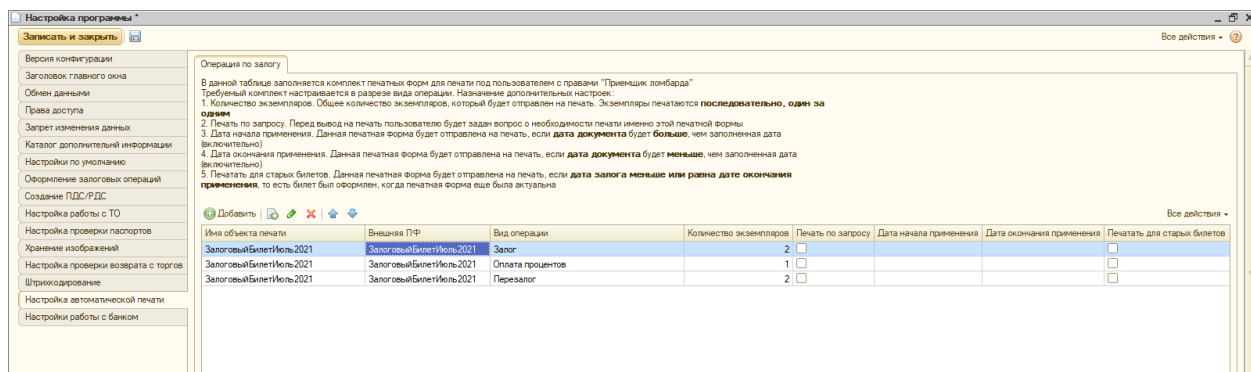 Настройка программы *
Записать и закрыть
Все действия
Версия конфигурации
Заголовок главного окна
Обмен данными
Права доступа
Запрет изменения данных
Каталог дополнительнй информации
Настройки по умолчанию
Оформление залоговых операций
Создание ПДС/РДС
Настройка работы с ТО
Настройка проверки паспортов
Хранение изображений
Настройка проверки возврата с торгов
Штрихкодирование
Настройка автоматической печати
Настройки работы с банком
Операция по залогу
В данной таблице заполняется комплект печатных форм для печати под пользователем с правами "Приемщик ломбарда"
Требуемый комплект настраивается в разрезе вида операции. Назначение дополнительных настроек:
1. Количество экземпляров. Общее количество экземпляров, который будет отправлен на печать. Экземпляры печатаются последовательно, один за
одним
2. Печать по запросу. Перед вывод на печать пользователю будет задан вопрос о необходимости печати именно этой печатной формы
3. Дата начала применения. Данная печатная форма будет отправлена на печать, если дата документа будет больше, чем заполненная дата
(включительно)
4. Дата окончания применения. Данная печатная форма будет отправлена на печать, если дата документа будет меньше, чем заполненная дата
(включительно)
5. Печатать для старых билетов. Данная печатная форма будет отправлена на печать, если дата залога меньше или равна дате окончания
применения, то есть билет был оформлен, когда печатная форма еще была актуальна
Добавить
Все действия
Имя объекта печати Внешняя ПФ Вид операции Количество экземпляров Печать по запросу Дата начала применения Дата окончания применения Печатать для старых билетов
ЗалоговыйБилетИюль2021 ЗалоговыйБилетИюль2021 Залог 2
ЗалоговыйБилетИюль2021 ЗалоговыйБилетИюль2021 Оплата процентов 1
ЗалоговыйБилетИюль2021 ЗалоговыйБилетИюль2021 Перезалог 2